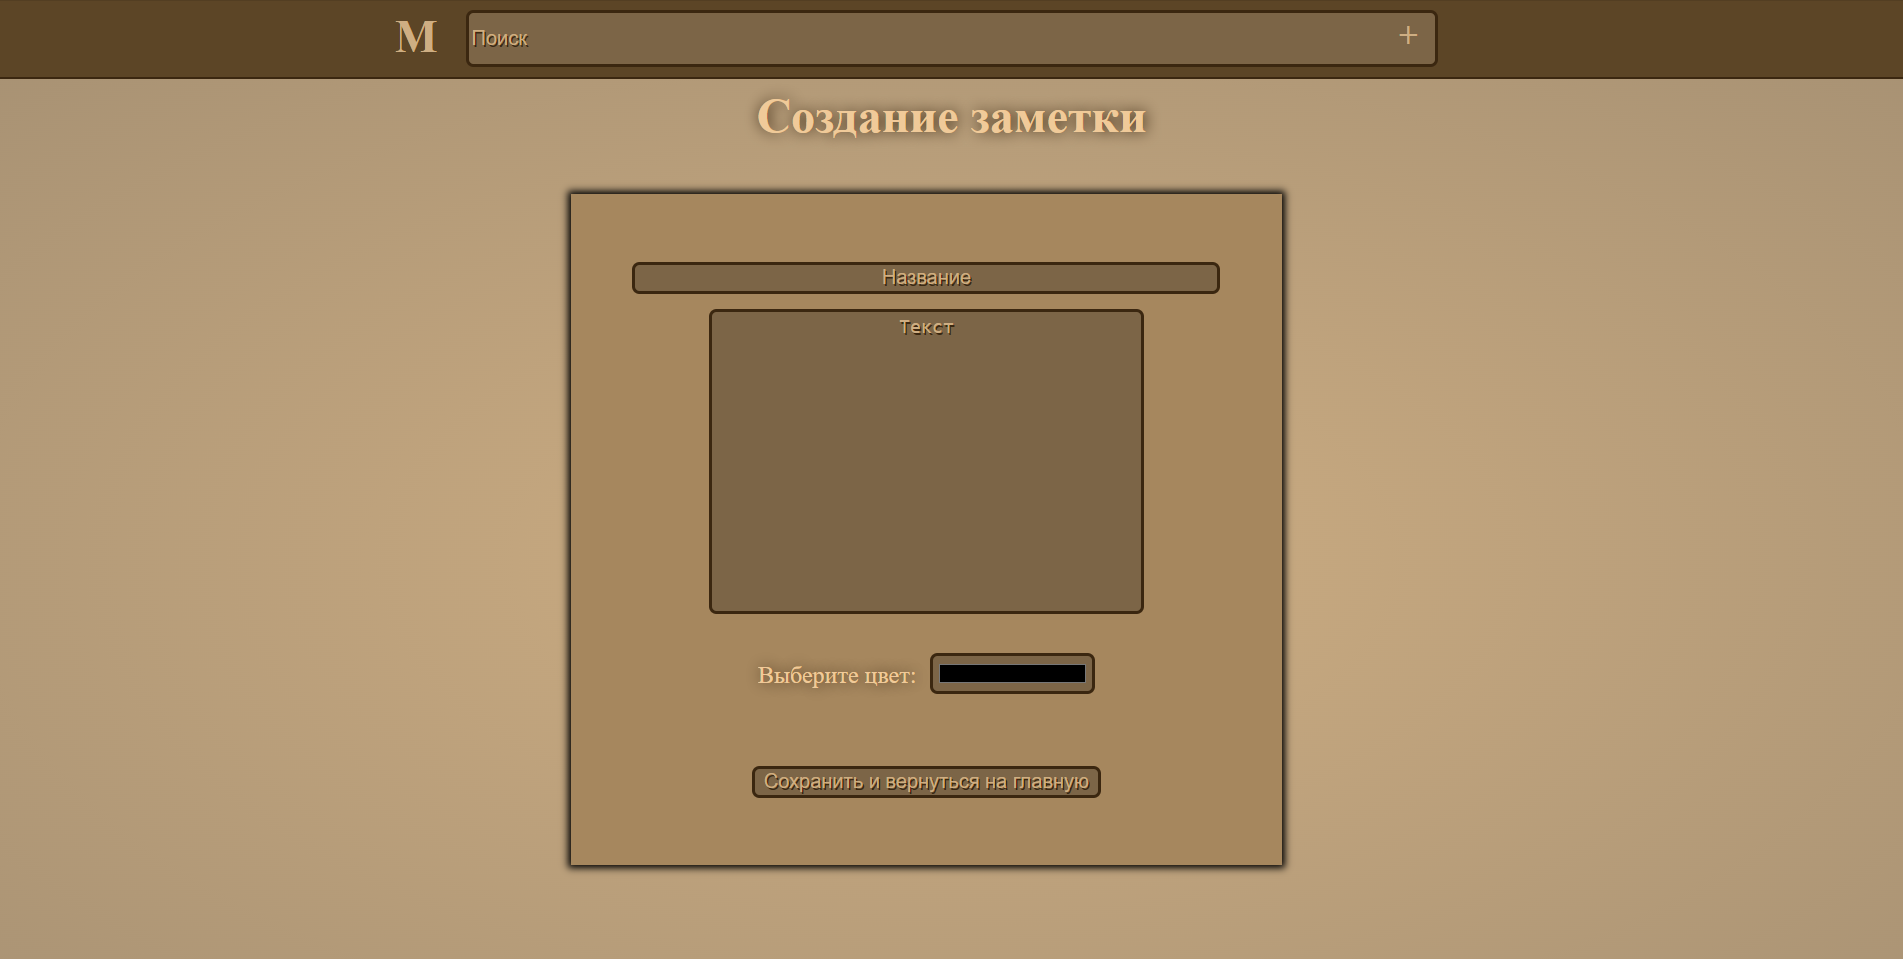 M
Поиск
+
Создание заметки
Название
Текст
Выберите цвет:
Сохранить и вернуться на главную